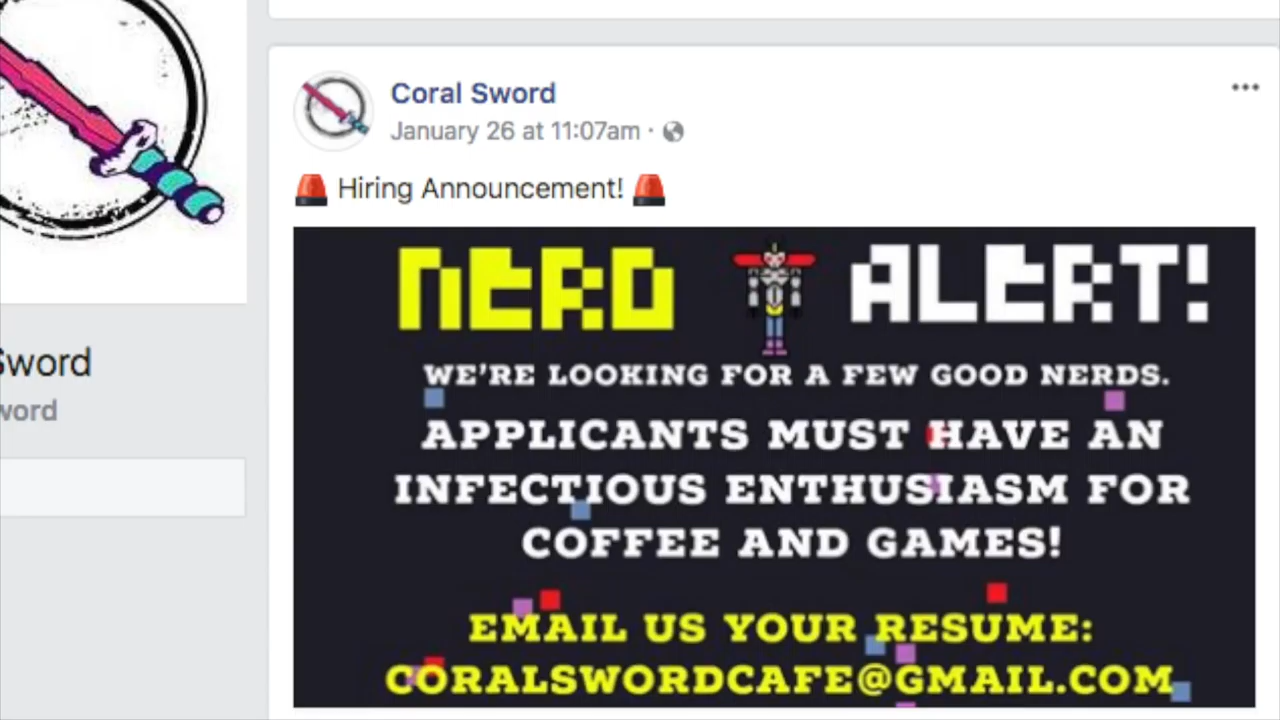 Coral Sword
January 26 at 11:07am ·
🚨 Hiring Announcement! 🚨
NERD ALERT!
WE'RE LOOKING FOR A FEW GOOD NERDS.
APPLICANTS MUST HAVE AN
INFECTIOUS ENTHUSIASM FOR
COFFEE AND GAMES!
EMAIL US YOUR RESUME:
CORALSWORDCAFE@GMAIL.COM
Sword
word